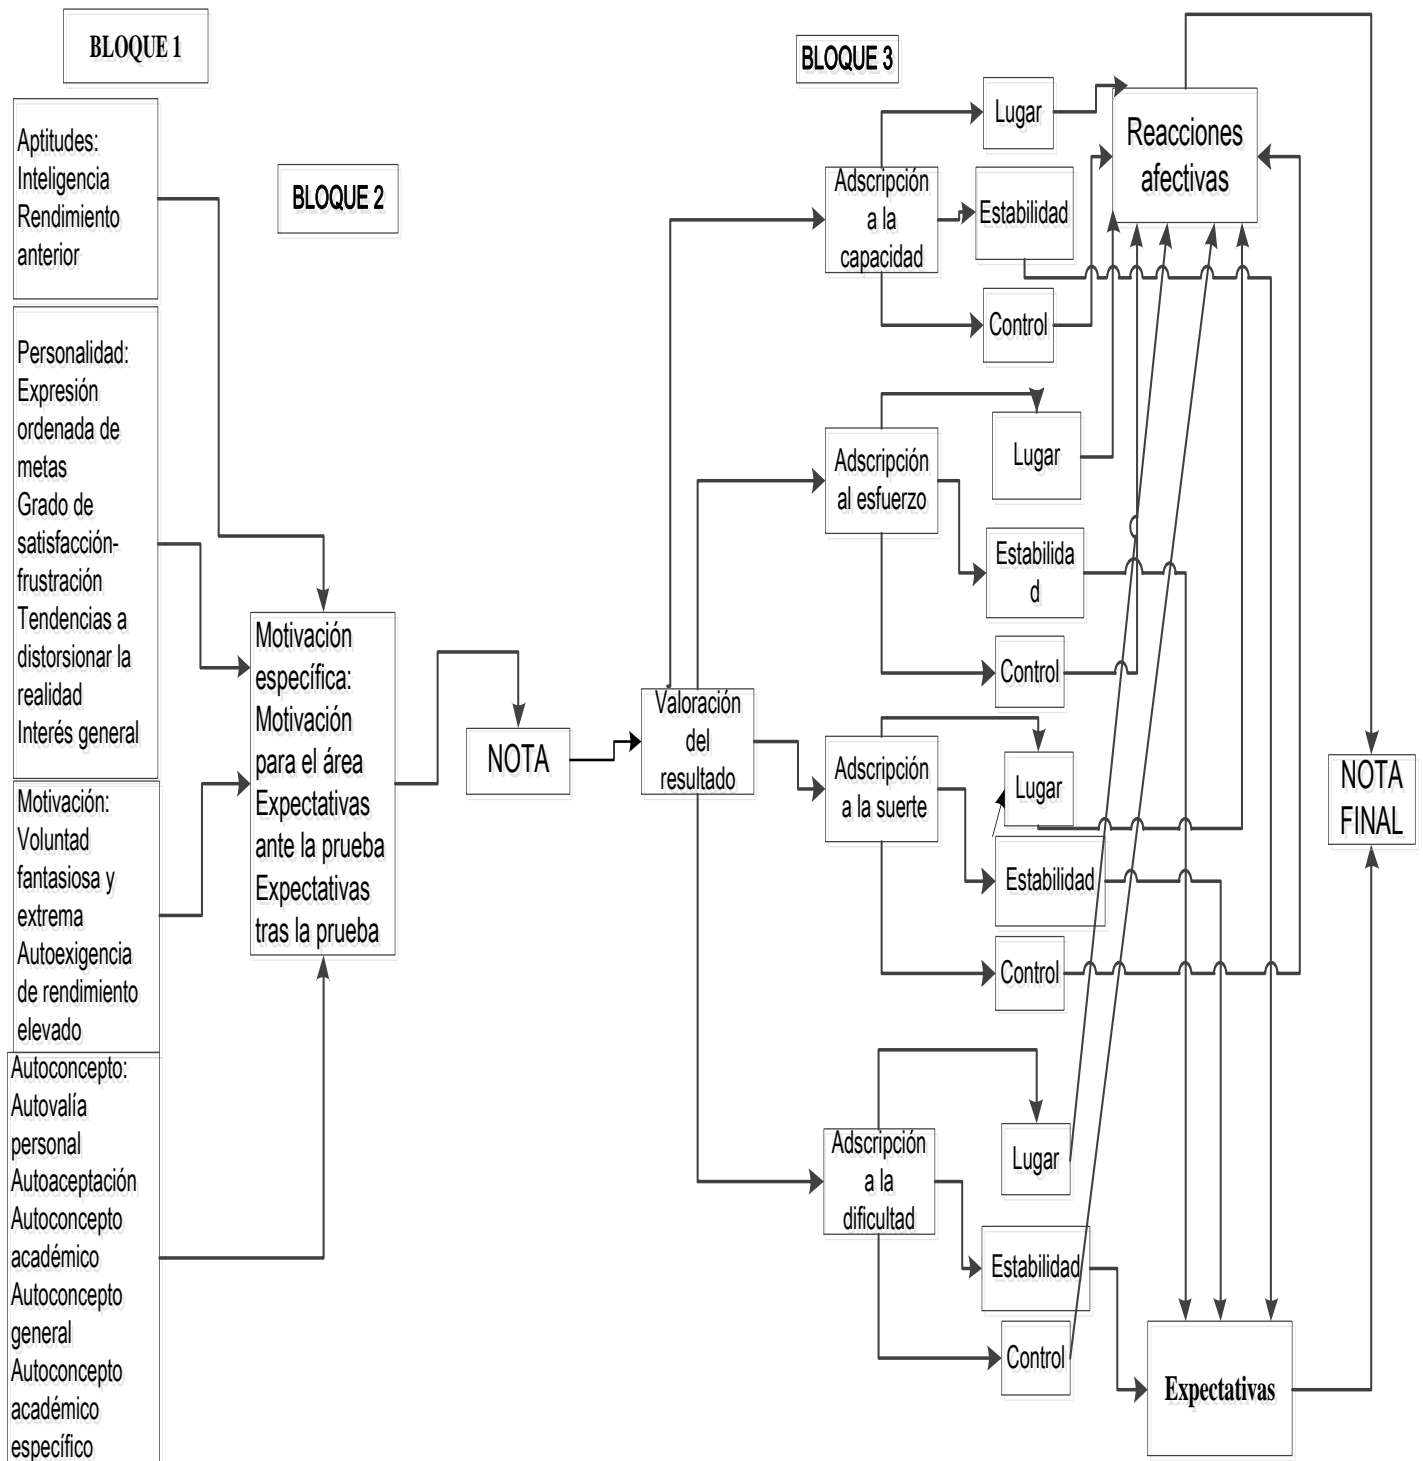 BLOQUE 1
Aptitudes:
Inteligencia
Rendimiento
anterior
Personalidad:
Expresión
ordenada de
metas
Grado de
satisfacción-
frustración
Tendencias a
distorsionar la
realidad
Interés general
Motivación:
Voluntad
fantasiosa y
extrema
Autoexigencia
de rendimiento
elevado
Autoconcepto:
Autovalía
personal
Autoaceptación
Autoconcepto
académico
Autoconcepto
general
Autoconcepto
académico
específico
BLOQUE 2
Motivación
específica:
Motivación
para el área
Expectativas
ante la prueba
Expectativas
tras la prueba
NOTA
BLOQUE 3
Valoración
del
resultado
Adscripción
a la
capacidad
Lugar
Estabilidad
Control
Adscripción
al esfuerzo
Lugar
Estabilida
d
Control
Adscripción
a la suerte
Lugar
Estabilidad
Control
Adscripción
a la
dificultad
Lugar
Estabilidad
Control
Reacciones
afectivas
Expectativas
NOTA
FINAL